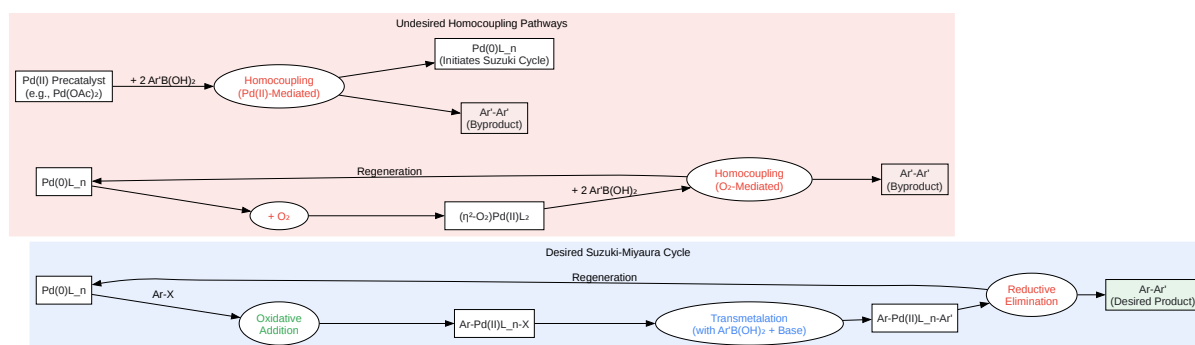 Undesired Homocoupling Pathways
Pd(II) Precatalyst
(e.g., Pd(OAc)₂)
+ 2 Ar'B(OH)₂
Homocoupling
(Pd(II)-Mediated)
Pd(0)L_n
(Initiates Suzuki Cycle)
Ar'-Ar'
(Byproduct)
Pd(0)L_n
Regeneration
+ O₂
(η²-O₂)Pd(II)L₂
+ 2 Ar'B(OH)₂
Homocoupling
(O₂-Mediated)
Ar'-Ar'
(Byproduct)
Desired Suzuki-Miyaura Cycle
Pd(0)L_n
Regeneration
Ar-X
Oxidative
Addition
Ar-Pd(II)L_n-X
Transmetalation
(with Ar'B(OH)₂ + Base)
Ar-Pd(II)L_n-Ar'
Reductive
Elimination
Ar-Ar'
(Desired Product)